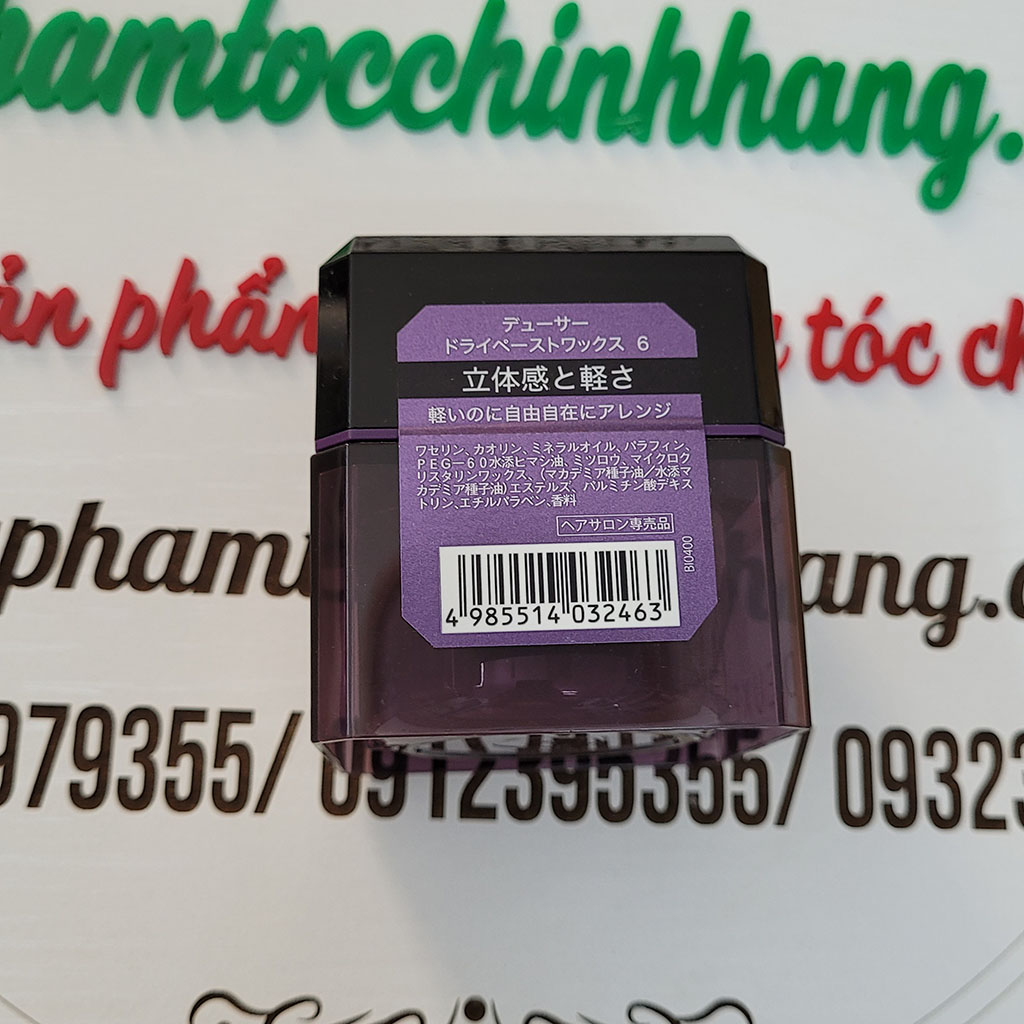 hamtocchinhhang.
ản phẩm
tóc ch
デューサー
ドライペーストワックス 6
立体感と軽さ
軽いのに自由自在にアレンジ
ワセリン、カオリン、ミネラルオイル、パラフィン、
PEG-60水添ヒマシ油、ミツロウ、マイクロク
リスタリンワックス、(マカデミア種子油/水添マ
カデミア種子油)エステルズ、パルミチン酸デキス
トリン、エチルパラベン、香料
ヘアサロン専売品
BI0400
4 985514 032463
pham
hang.
979355/ 0912395355/ 0932